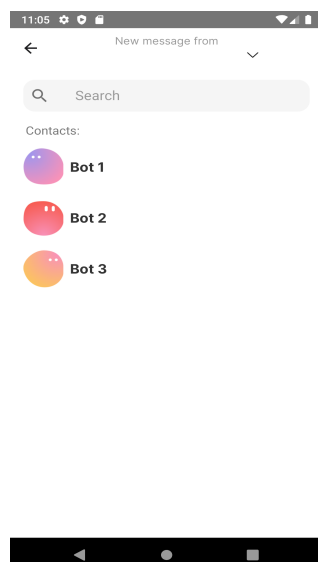 11:05
New message from
Search
Contacts:
Bot 1
Bot 2
Bot 3